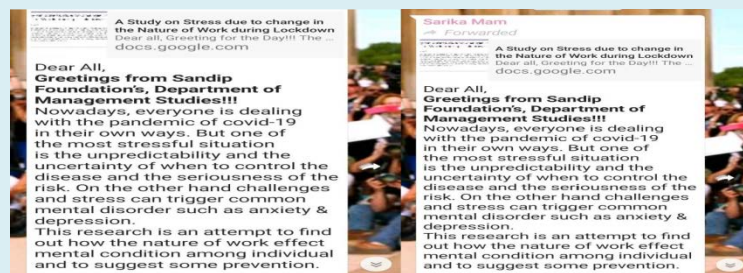 A Study on Stress due to change in
the Nature of Work during Lockdown
Dear all, Greeting for the Day!!! The ...
docs.google.com
Dear All,
Greetings from Sandip
Foundation's, Department of
Management Studies!!!
Nowadays, everyone is dealing
with the pandemic of covid-19
in their own ways. But one of
the most stressful situation
is the unpredictability and the
uncertainty of when to control the
disease and the seriousness of the
risk. On the other hand challenges
and stress can trigger common
mental disorder such as anxiety &
depression.
This research is an attempt to find
out how the nature of work effect
mental condition among individual
and to suggest some prevention.
Sarika Mam
Forwarded
A Study on Stress due to change in
the Nature of Work during Lockdown
Dear all, Greeting for the Day!!! The ...
docs.google.com
Dear All,
Greetings from Sandip
Foundation's, Department of
Management Studies!!!
Nowadays, everyone is dealing
with the pandemic of covid-19
in their own ways. But one of
the most stressful situation
is the unpredictability and the
uncertainty of when to control the
disease and the seriousness of the
risk. On the other hand challenges
and stress can trigger common
mental disorder such as anxiety &
depression.
This research is an attempt to find
out how the nature of work effect
mental condition among individual
and to suggest some prevention.